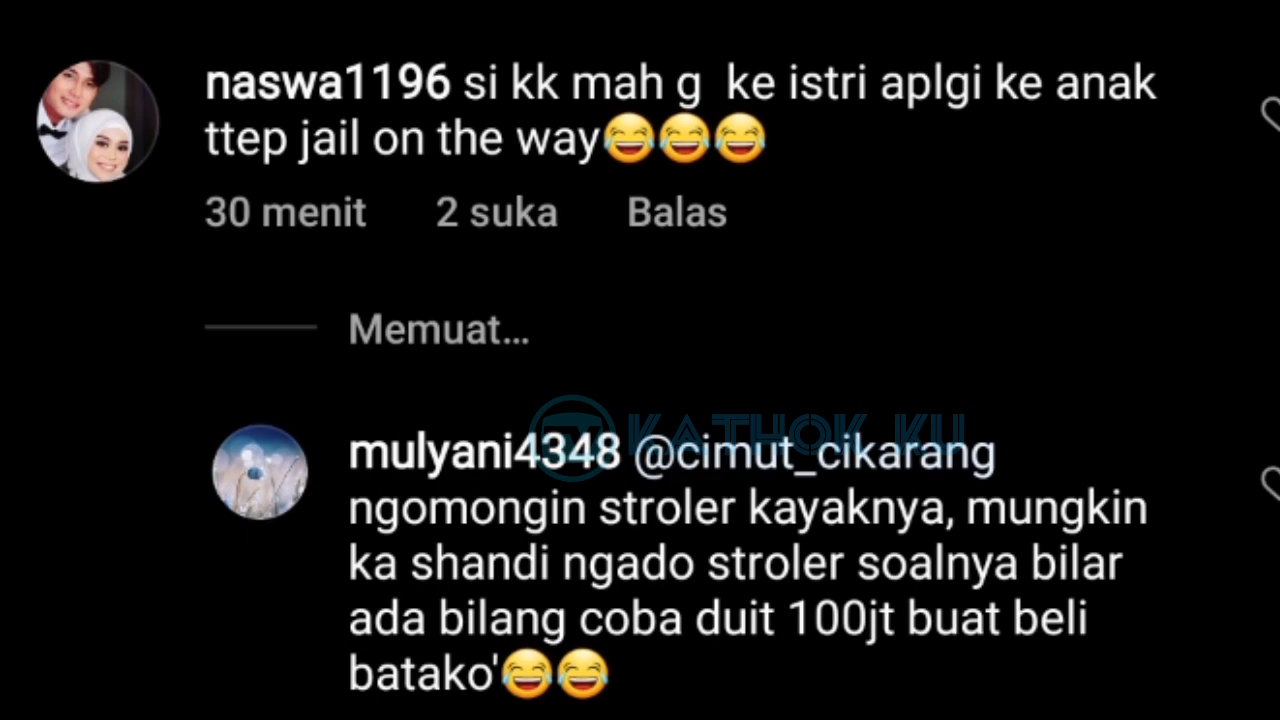 naswa1196 si kk mah g  ke istri aplgi ke anak
ttep jail on the way😂😂😂
30 menit 2 suka Balas
Memuat...
KATHOK KU
mulyani4348 @cimut_cikarang
ngomongin stroler kayaknya, mungkin
ka shandi ngado stroler soalnya bilar
ada bilang coba duit 100jt buat beli
batako'😂😂